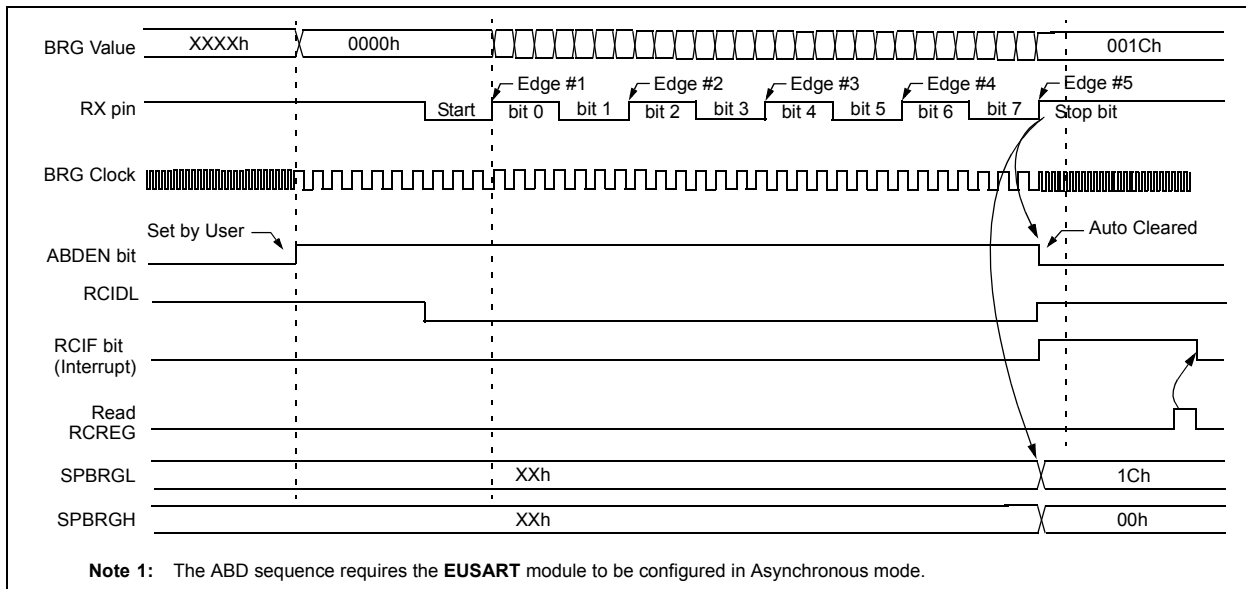 BRG Value XXXXh 0000h 001Ch
Edge #1 Edge #2 Edge #3 Edge #4 Edge #5
RX pin Start bit 0 bit 1 bit 2 bit 3 bit 4 bit 5 bit 6 bit 7 Stop bit
BRG Clock
Set by User Auto Cleared
ABDEN bit
RCIDL
RCIF bit
(Interrupt)
Read
RCREG
SPBRGL XXh 1Ch
SPBRGH XXh 00h
Note 1: The ABD sequence requires the EUSART module to be configured in Asynchronous mode.